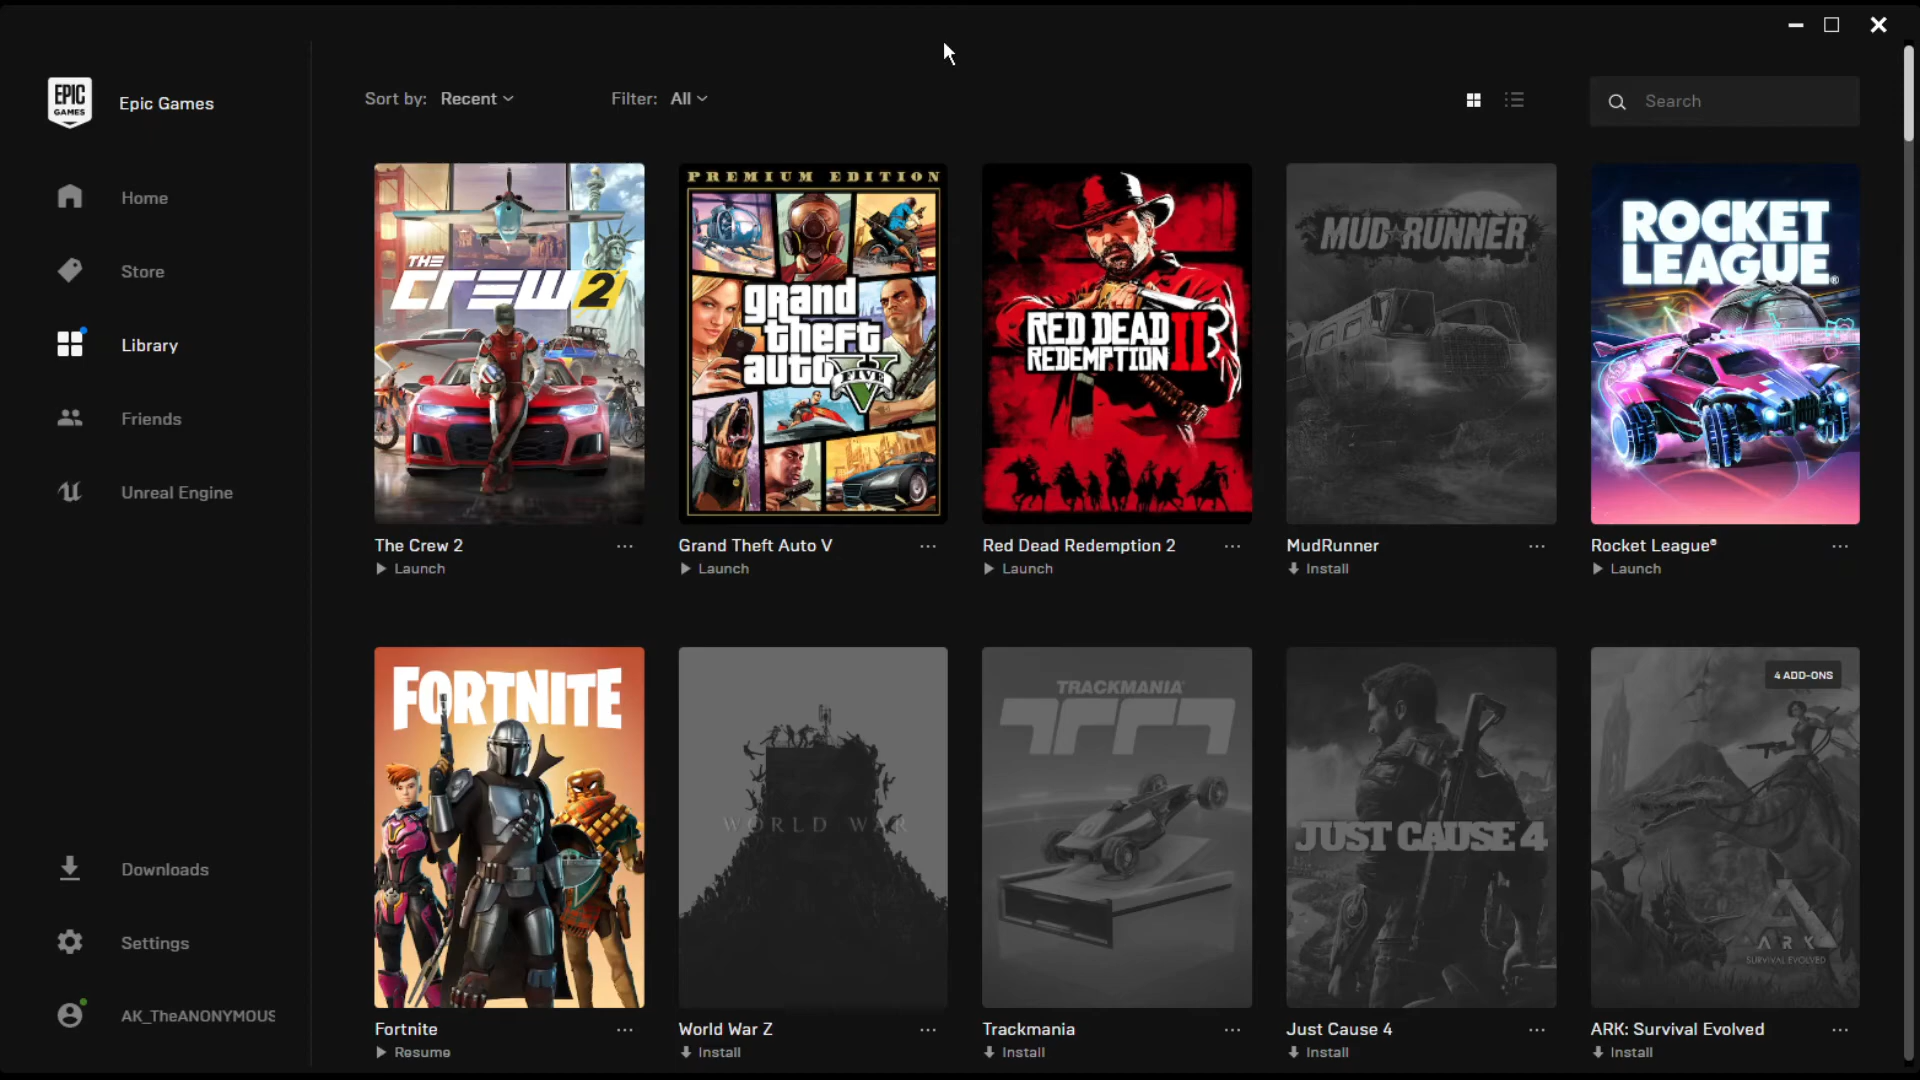 EPIC
GAMES
Epic Games
Home
Store
Library
Friends
Unreal Engine
Downloads
Settings
AK_TheANONYMOUS
Sort by: Recent
Filter: All
Search
THE
CREW 2
The Crew 2
Launch
PREMIUM EDITION
grand
theft
auto
FIVE
Grand Theft Auto V
Launch
RED DEAD
REDEMPTION II
Red Dead Redemption 2
Launch
MUDRUNNER
MudRunner
Install
ROCKET
LEAGUE®
Rocket League®
Launch
FORTNITE
Fortnite
Resume
WORLD WAR
World War Z
Install
TRACKMANIA
Trackmania
Install
JUST CAUSE 4
Just Cause 4
Install
4 ADD-ONS
ARK
SURVIVAL EVOLVED
ARK: Survival Evolved
Install